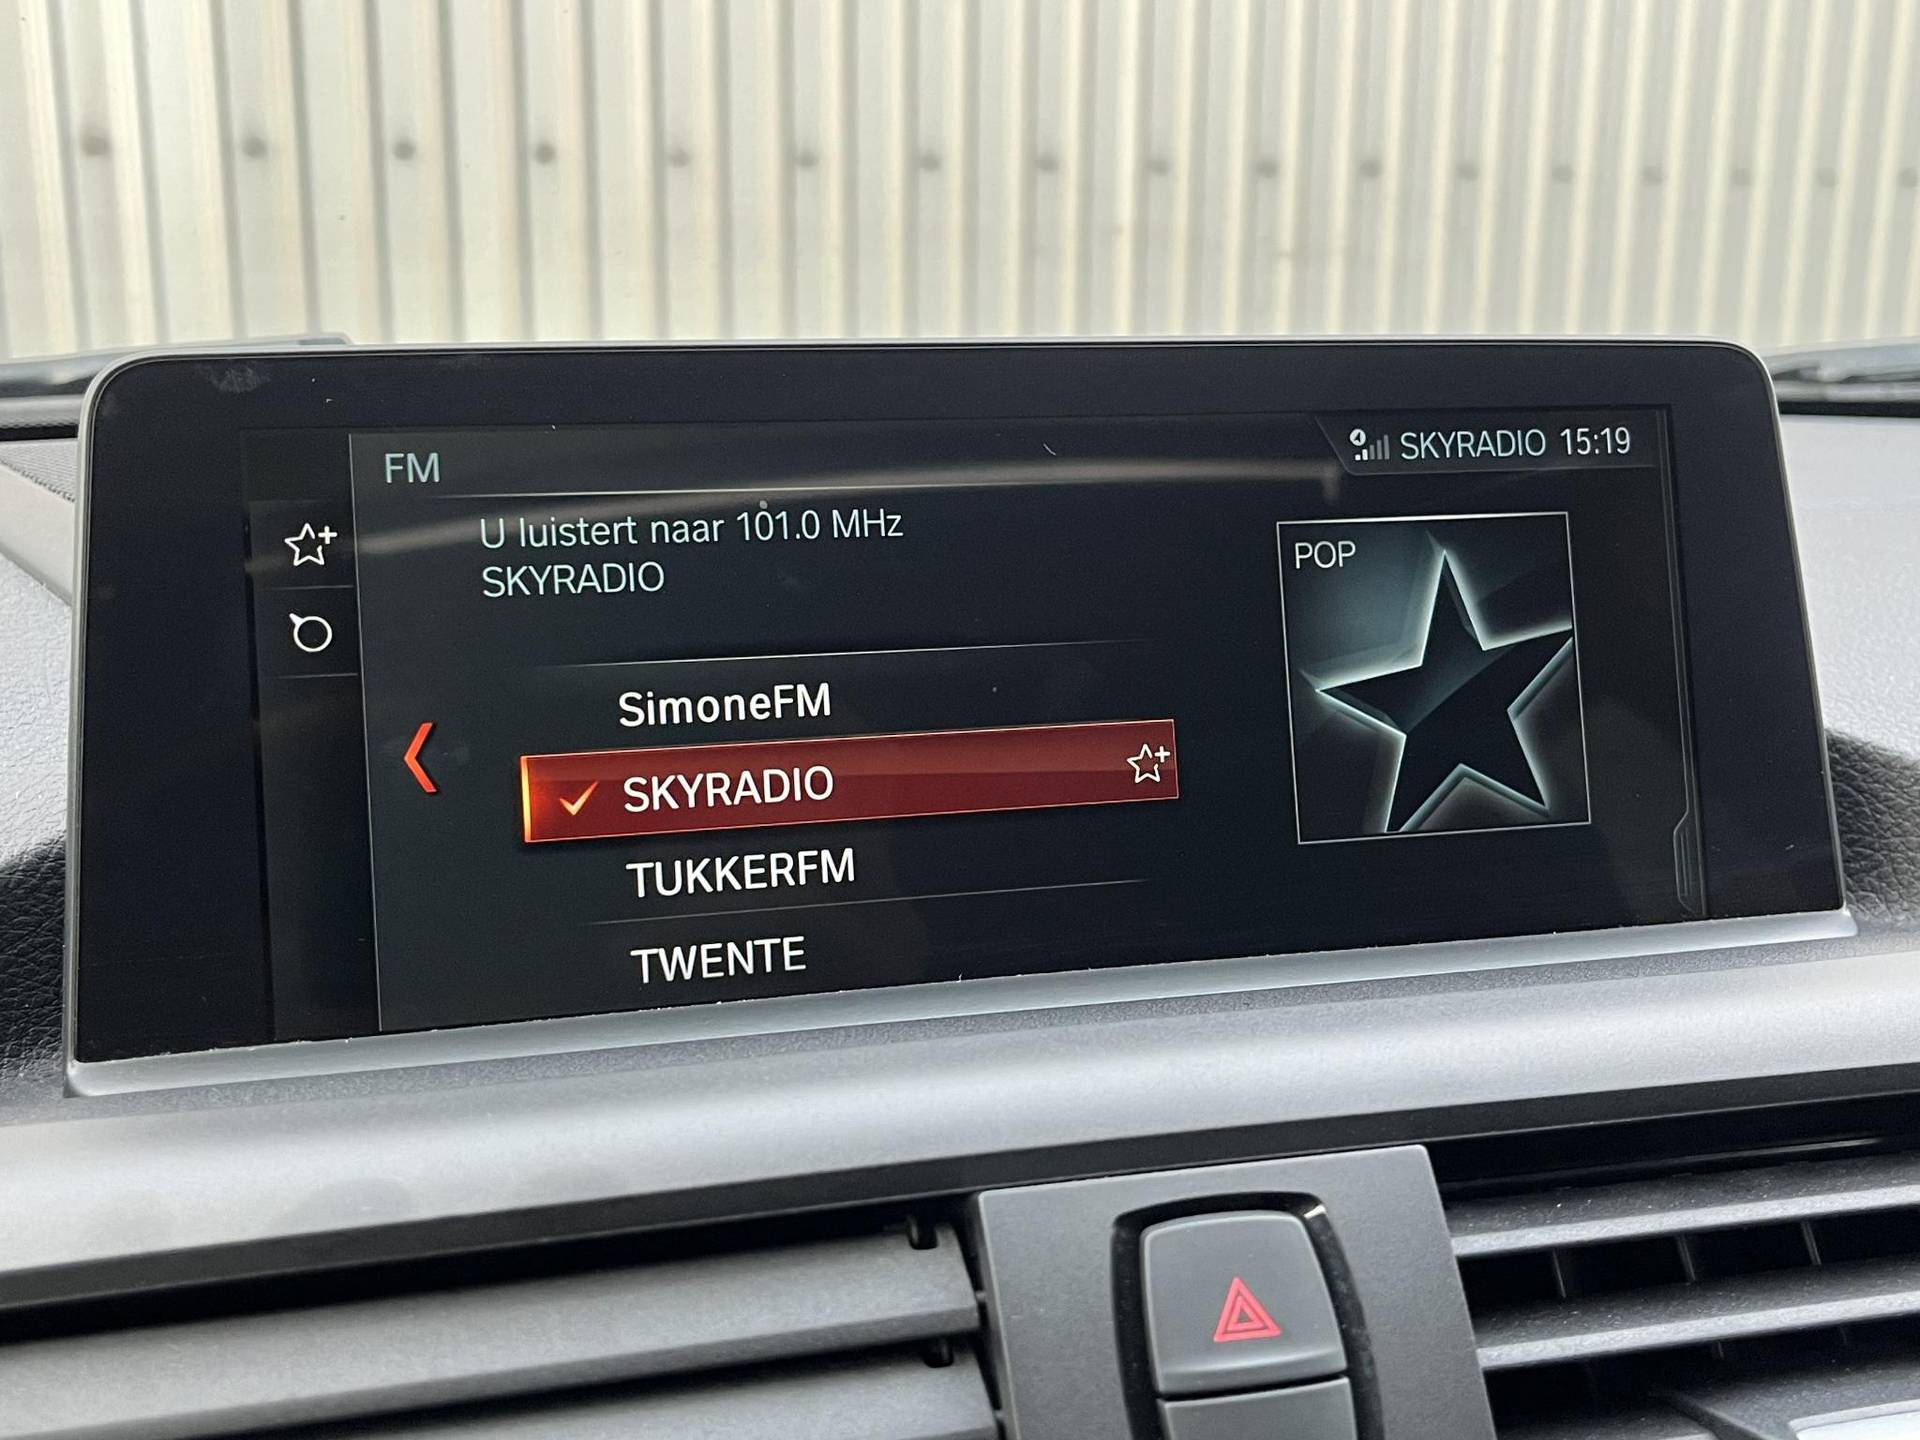 FM
SKYRADIO 15:19
U luistert naar 101.0 MHz
SKYRADIO
POP
SimoneFM
SKYRADIO
TUKKERFM
TWENTE